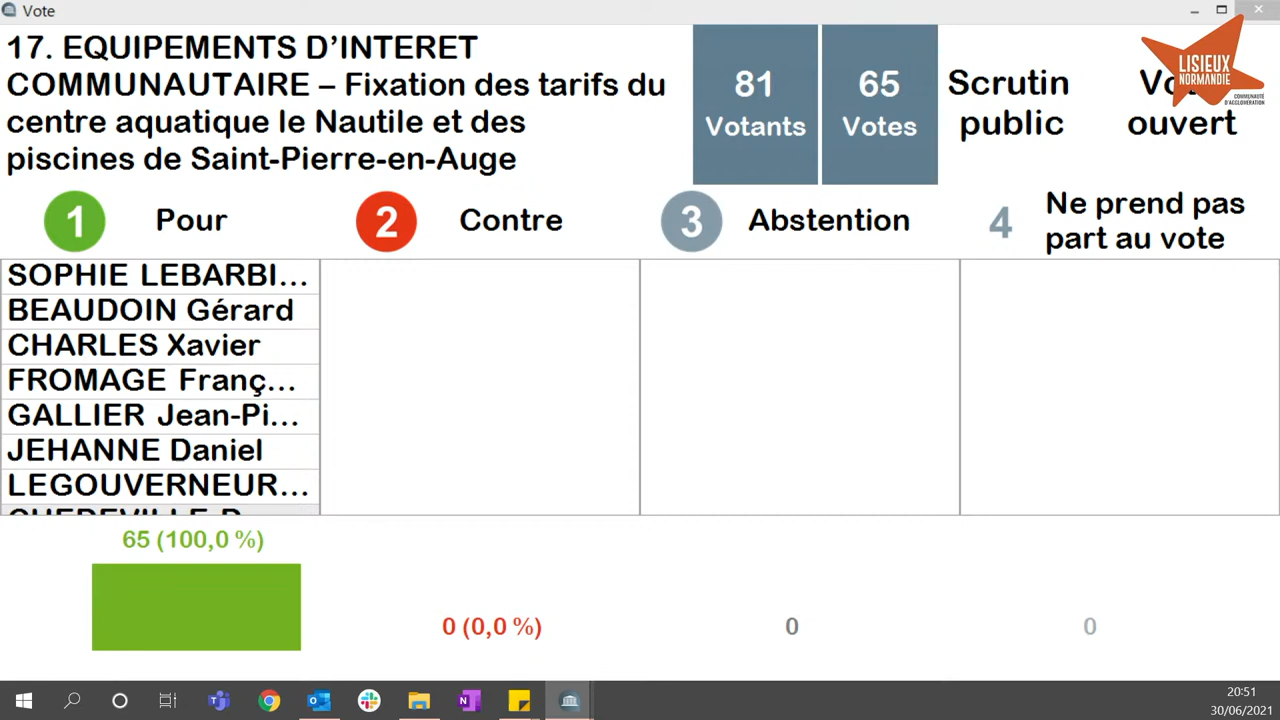 Vote
17. EQUIPEMENTS D'INTERET
COMMUNAUTAIRE – Fixation des tarifs du
centre aquatique le Nautile et des
piscines de Saint-Pierre-en-Auge
81
Votants
65
Votes
Scrutin
public
ouvert
LISIEUX
NORMANDIE
COMMUNAUTÉ
D'AGGLOMÉRATION
1 Pour
2 Contre
3 Abstention
4 Ne prend pas
part au vote
SOPHIE LEBARBI...
BEAUDOIN Gérard
CHARLES Xavier
FROMAGE Franç...
GALLIER Jean-Pi...
JEHANNE Daniel
LEGOUVERNEUR...
65 (100,0 %)
0 (0,0 %)
0
0
20:51
30/06/2021